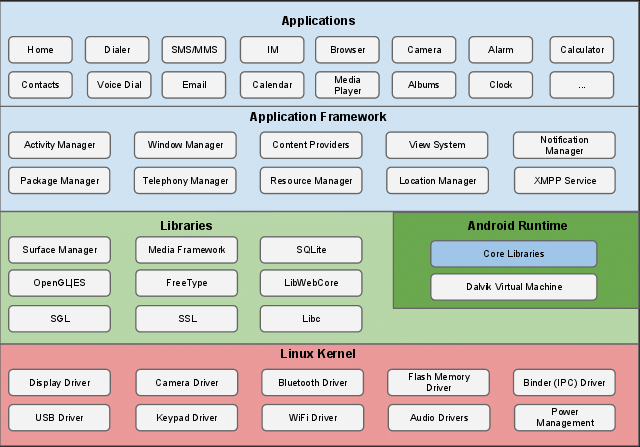 Applications
Home
Dialer
SMS/MMS
IM
Browser
Camera
Alarm
Calculator
Contacts
Voice Dial
Email
Calendar
Media
Player
Albums
Clock
...
Application Framework
Activity Manager
Window Manager
Content Providers
View System
Notification
Manager
Package Manager
Telephony Manager
Resource Manager
Location Manager
XMPP Service
Libraries
Surface Manager
Media Framework
SQLite
OpenGL|ES
FreeType
LibWebCore
SGL
SSL
Libc
Android Runtime
Core Libraries
Dalvik Virtual Machine
Linux Kernel
Display Driver
Camera Driver
Bluetooth Driver
Flash Memory
Driver
Binder (IPC) Driver
USB Driver
Keypad Driver
WiFi Driver
Audio Drivers
Power
Management